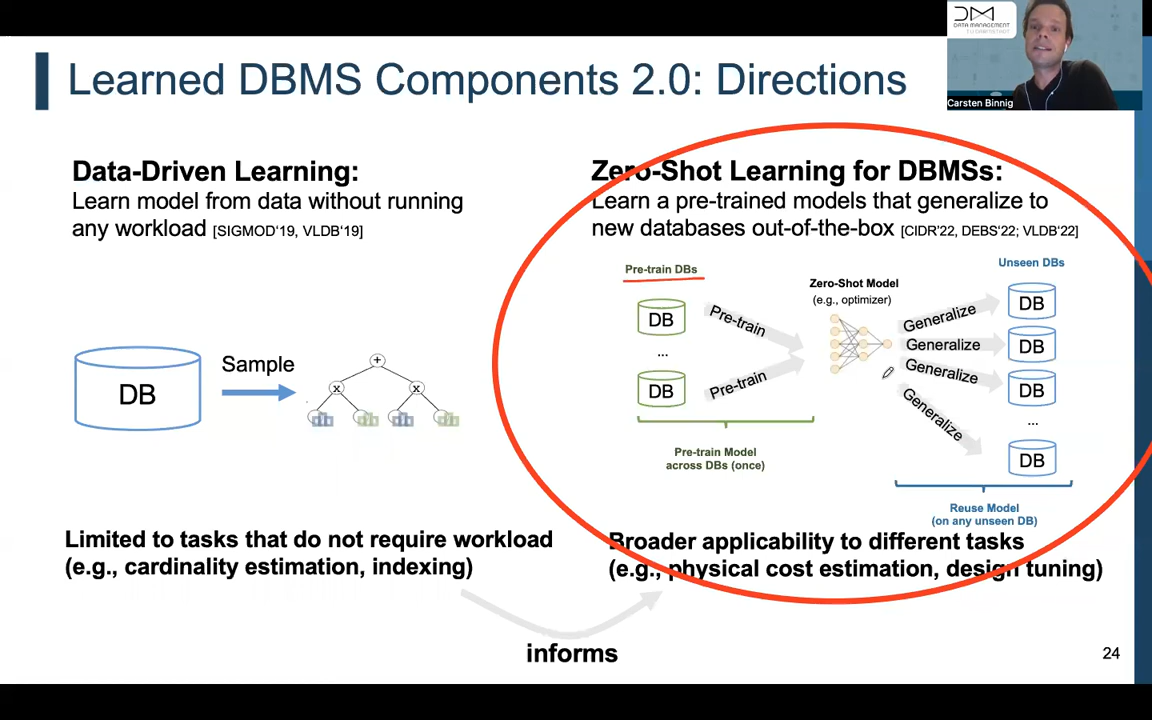 DM
DATA MANAGEMENT
TU DARMSTADT
Carsten Binnig
Learned DBMS Components 2.0: Directions
Data-Driven Learning:
Learn model from data without running
any workload [SIGMOD‘19, VLDB‘19]
DB
Sample
+
x
x
Limited to tasks that do not require workload
(e.g., cardinality estimation, indexing)
Zero-Shot Learning for DBMSs:
Learn a pre-trained models that generalize to
new databases out-of-the-box [CIDR’22, DEBS‘22; VLDB‘22]
Pre-train DBs
DB
...
DB
Pre-train
Pre-train
Pre-train Model
across DBs (once)
Zero-Shot Model
(e.g., optimizer)
Generalize
Generalize
Generalize
Generalize
Unseen DBs
DB
DB
DB
...
DB
Reuse Model
(on any unseen DB)
Broader applicability to different tasks
(e.g., physical cost estimation, design tuning)
informs
24